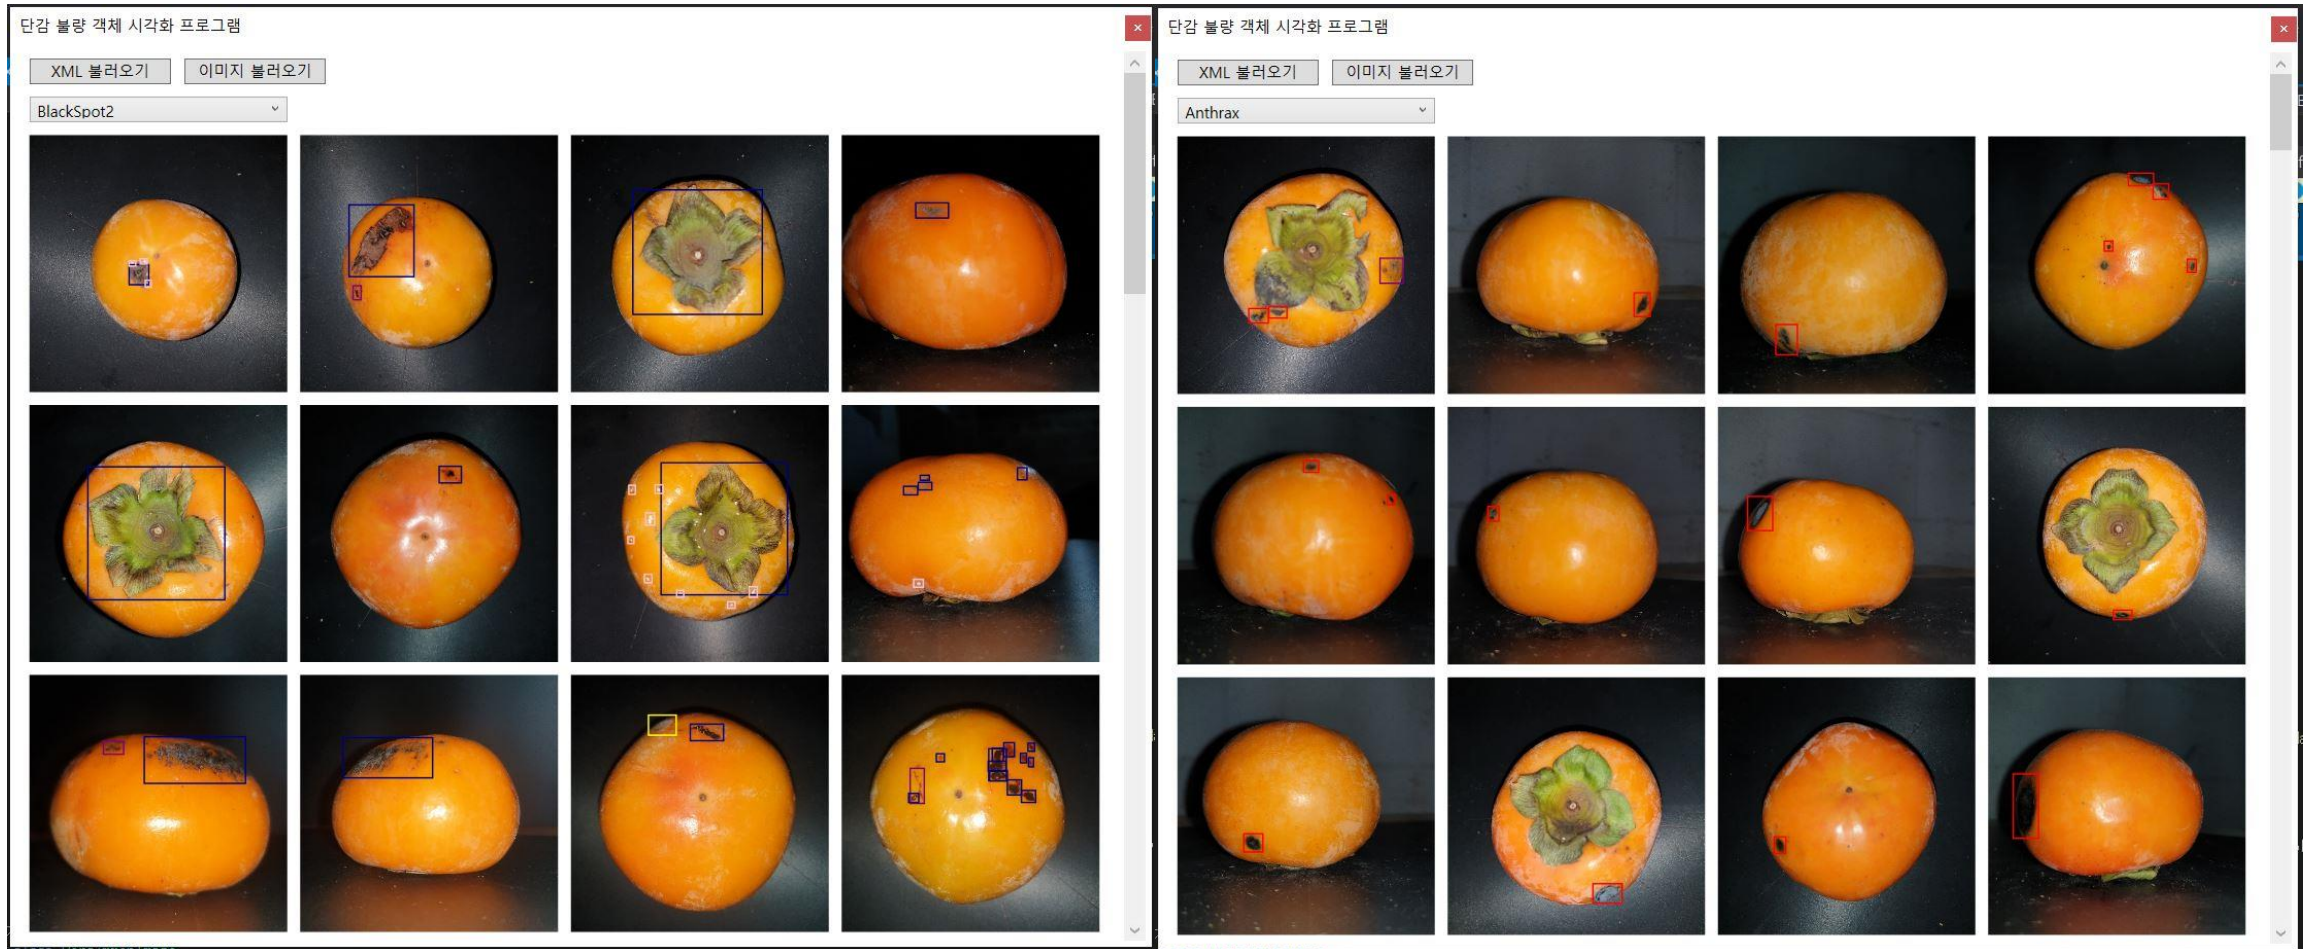 단감 불량 객체 시각화 프로그램
XML 불러오기 이미지 불러오기
BlackSpot2
단감 불량 객체 시각화 프로그램
XML 불러오기 이미지 불러오기
Anthrax